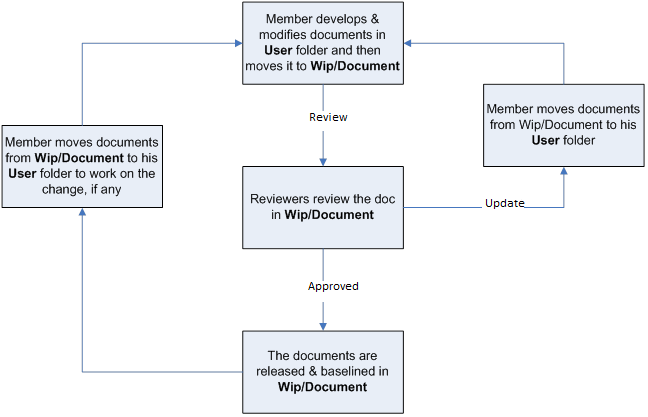 Member develops &
modifies documents in
User folder and then
moves it to Wip/Document
Review
Member moves documents
from Wip/Document to his
User folder to work on the
change, if any
Member moves documents
from Wip/Document to his
User folder
Reviewers review the doc
in Wip/Document
Update
Approved
The documents are
released & baselined in
Wip/Document